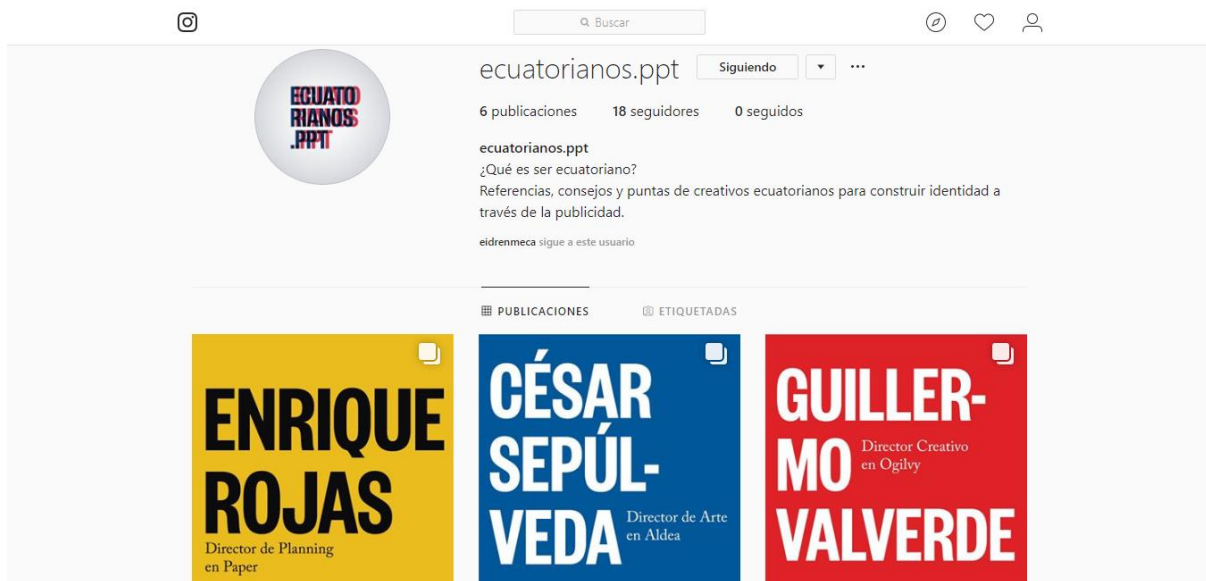 Buscar
ECUATO
RIANOS
.PPT
ecuatorianos.ppt Siguiendo
6 publicaciones 18 seguidores 0 seguidos
ecuatorianos.ppt
¿Qué es ser ecuatoriano?
Referencias, consejos y puntas de creativos ecuatorianos para construir identidad a
través de la publicidad.
eidrenmeca sigue a este usuario
PUBLICACIONES ETIQUETADAS
ENRIQUE
ROJAS
Director de Planning
en Paper
CÉSAR
SEPÚL-
VEDA
Director de Arte
en Aldea
GUILLER-
MO
Director Creativo
en Ogilvy
VALVERDE